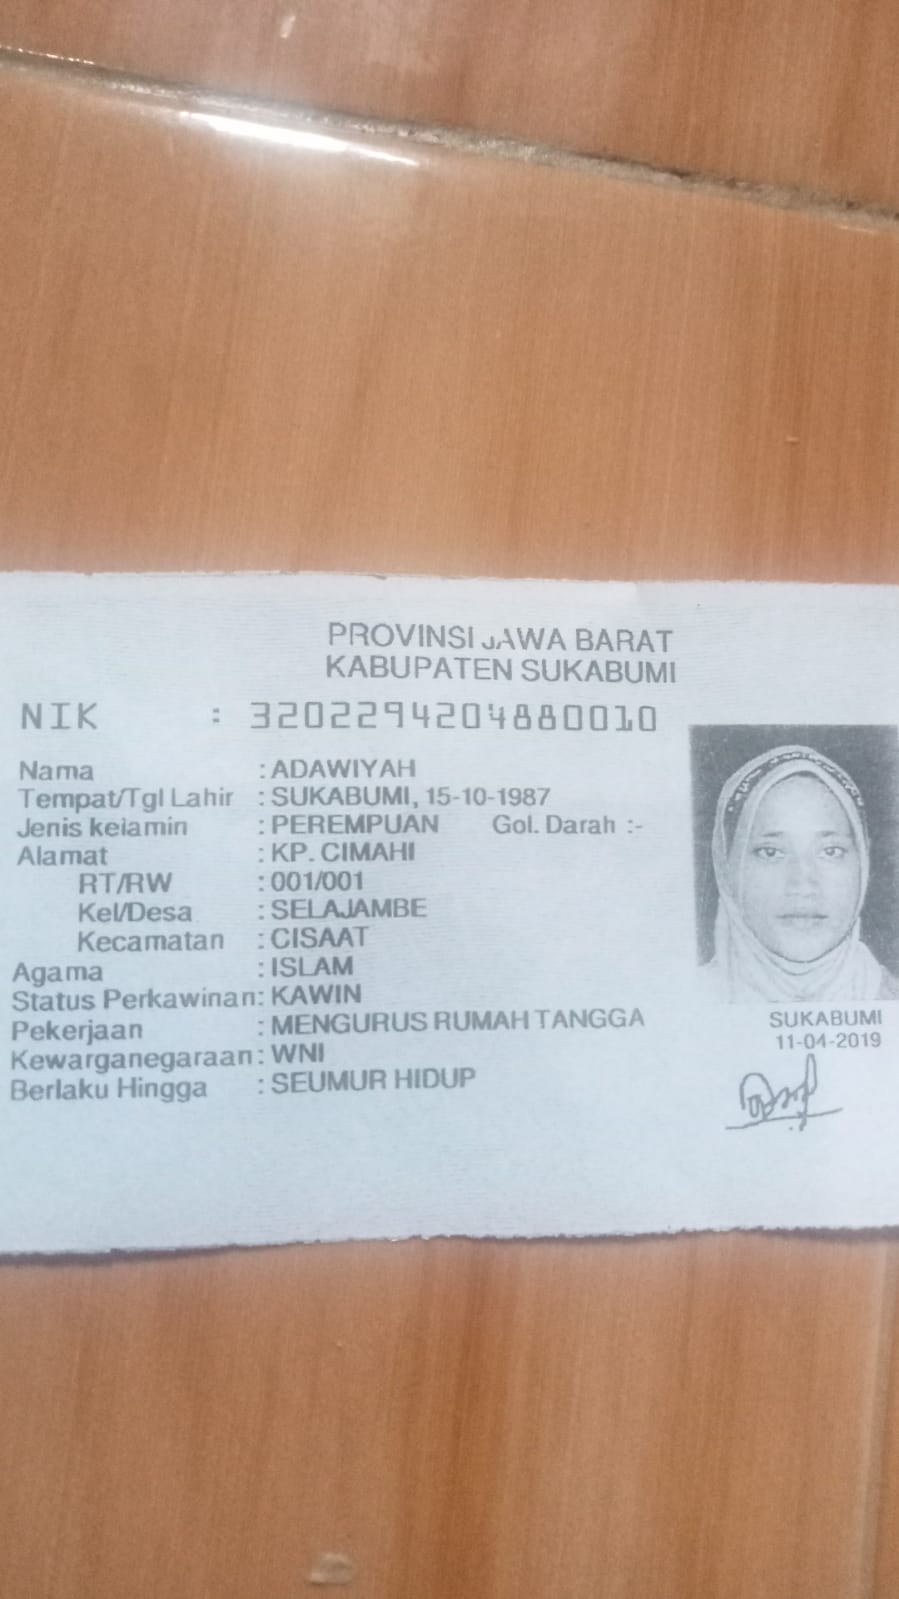 PROVINSI JAWA BARAT
KABUPATEN SUKABUMI
NIK : 3202294204880010
Nama : ADAWIYAH
Tempat/Tgl Lahir : SUKABUMI, 15-10-1987
Jenis kelamin : PEREMPUAN Gol. Darah :-
Alamat : KP. CIMAHI
RT/RW : 001/001
Kel/Desa : SELAJAMBE
Kecamatan : CISAAT
Agama : ISLAM
Status Perkawinan: KAWIN
Pekerjaan : MENGURUS RUMAH TANGGA
Kewarganegaraan: WNI
Berlaku Hingga : SEUMUR HIDUP
SUKABUMI
11-04-2019